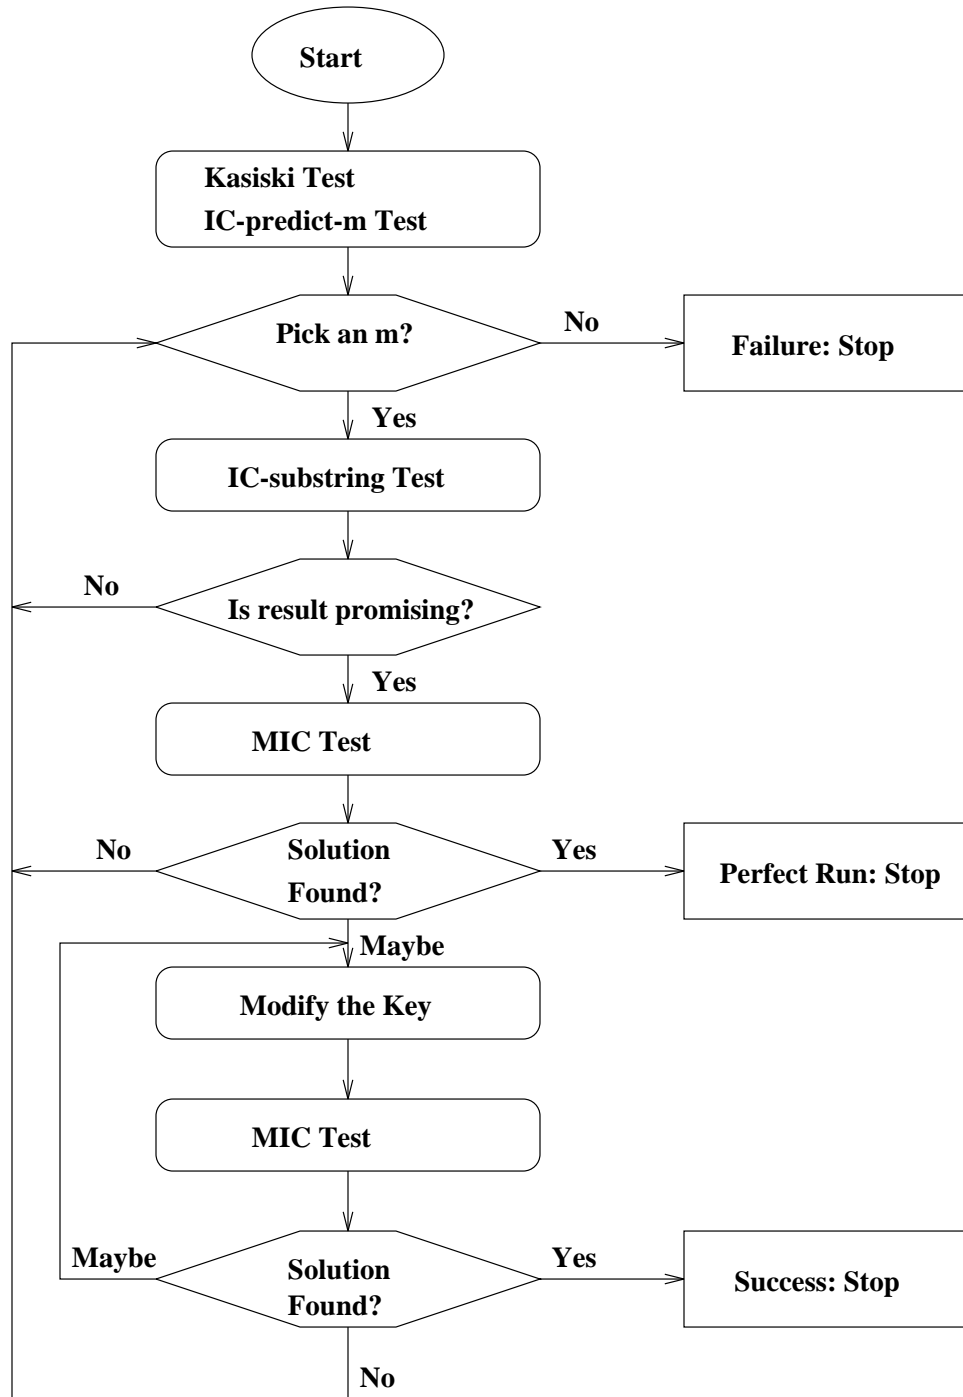 Start
Kasiski Test
IC-predict-m Test
Pick an m?
No
Failure: Stop
Yes
IC-substring Test
No
Is result promising?
Yes
MIC Test
No
Solution
Found?
Yes
Perfect Run: Stop
Maybe
Modify the Key
MIC Test
Maybe
Solution
Found?
Yes
Success: Stop
No